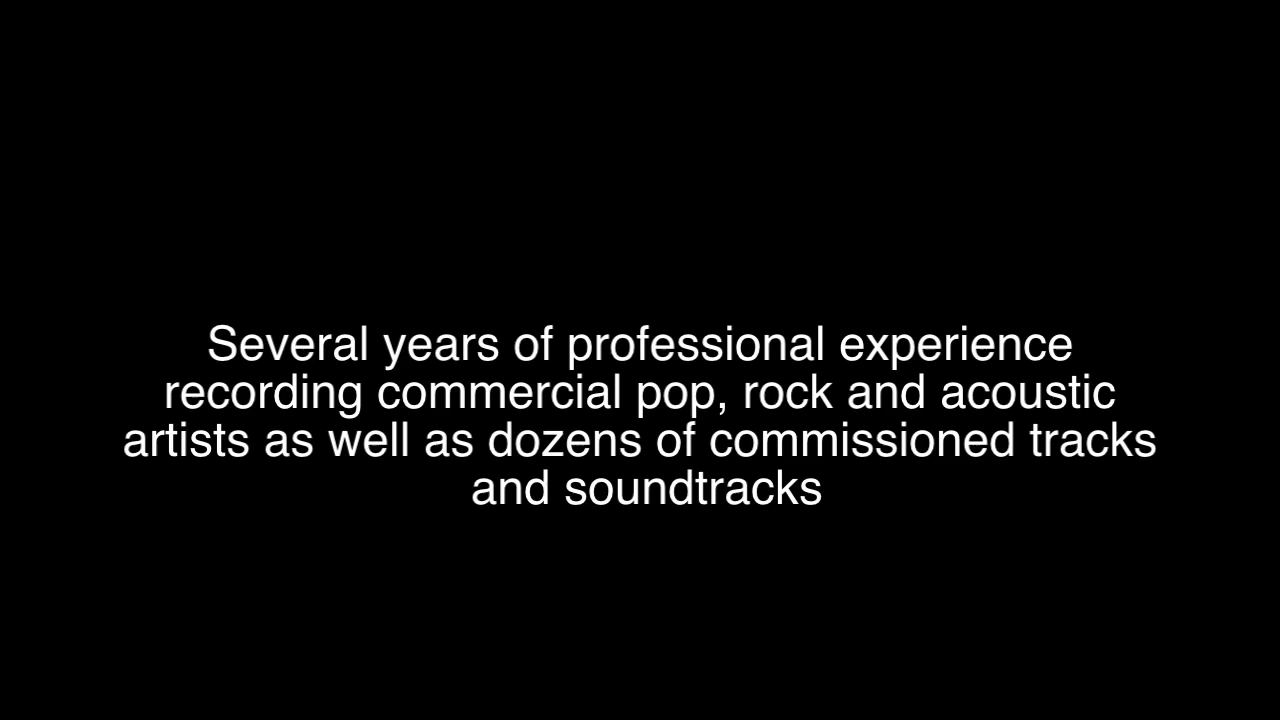 Several years of professional experience
recording commercial pop, rock and acoustic
artists as well as dozens of commissioned tracks
and soundtracks